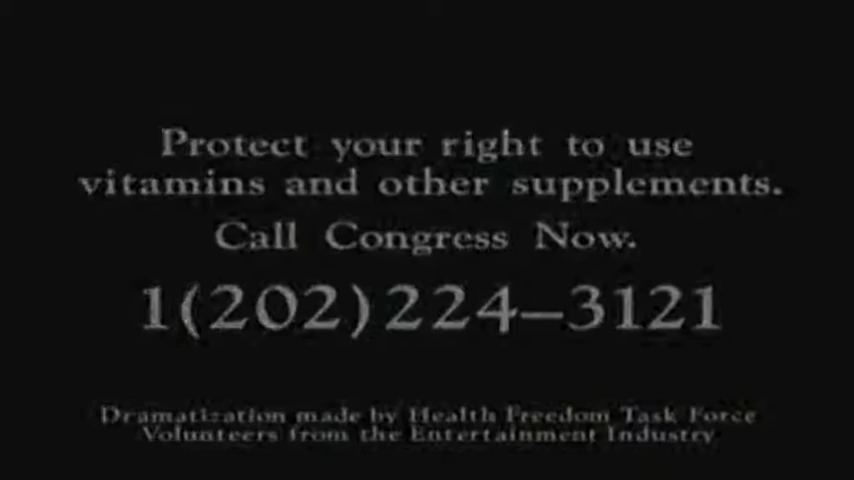 Protect your right to use
vitamins and other supplements.
Call Congress Now.
1(202)224–3121
Dramatization made by Health Freedom Task Force
Volunteers from the Entertainment Industry